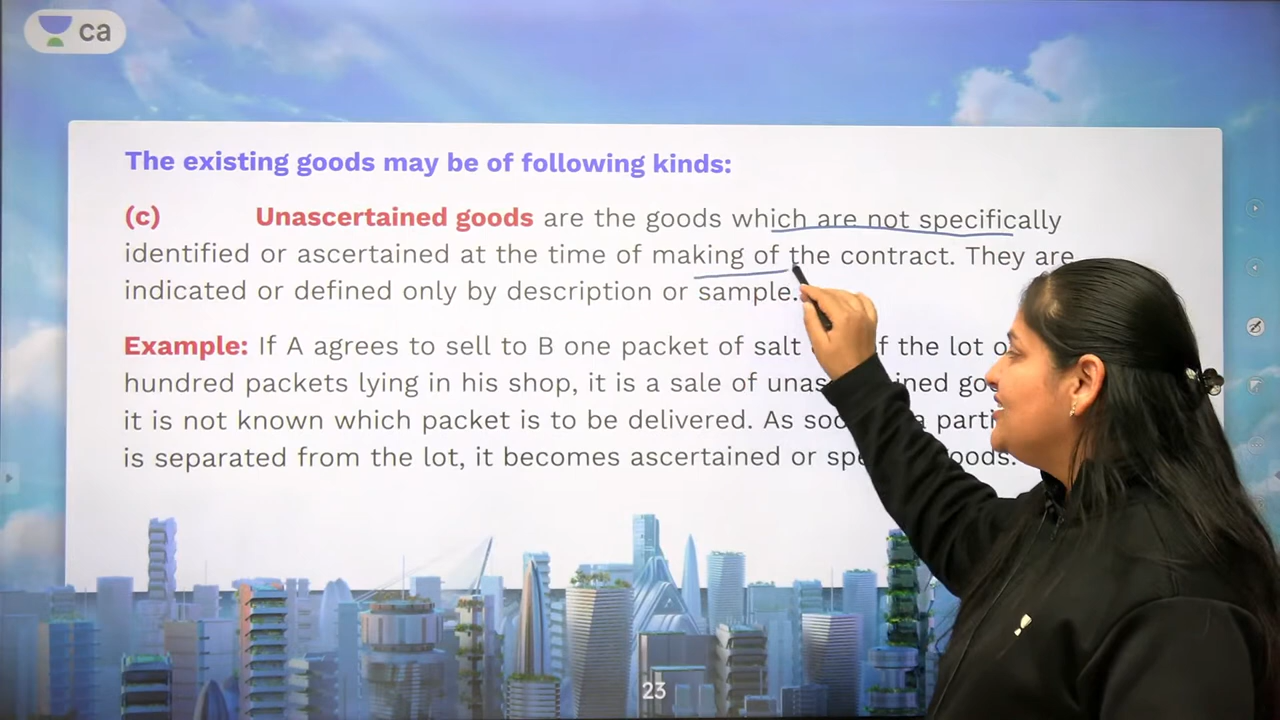 ca
The existing goods may be of following kinds:
(c) Unascertained goods are the goods which are not specifically
identified or ascertained at the time of making of the contract. They are
indicated or defined only by description or sample.
Example: If A agrees to sell to B one packet of salt of the lot
hundred packets lying in his shop, it is a sale of
it is not known which packet is to be delivered. As
is separated from the lot, it becomes ascertained or
23